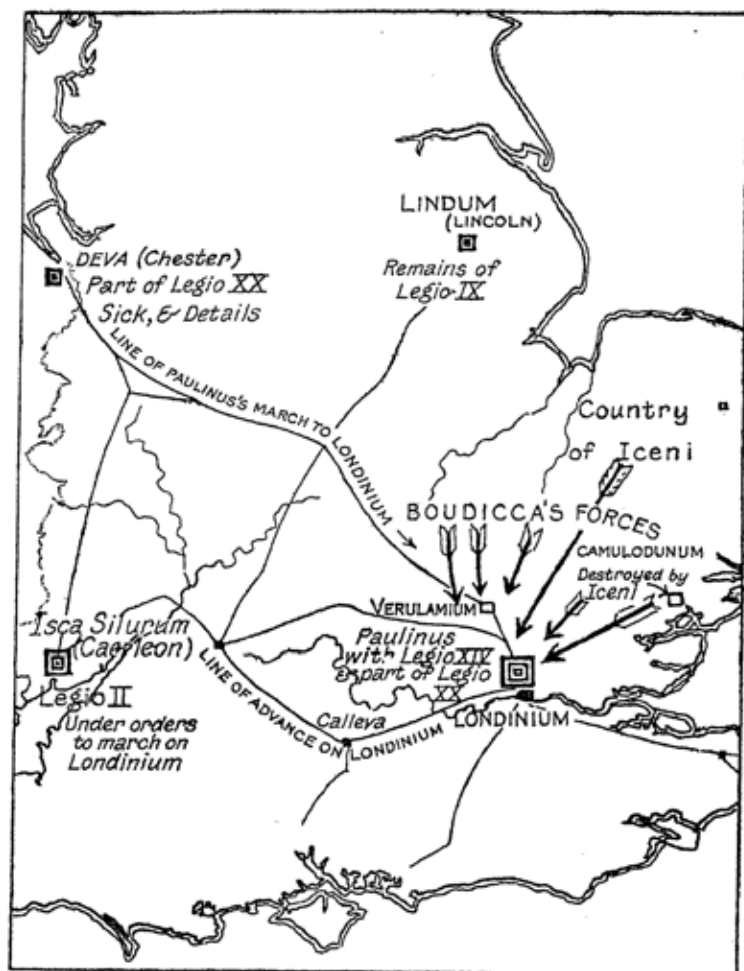 LINDUM
(LINCOLN)
Remains of
Legio IX
DEVA (Chester)
Part of Legio XX
Sick, & Details
LINE OF PAULINUS'S MARCH TO LONDINIUM
Country
of Iceni
BOUDICCA'S FORCES
CAMULODUNUM
Destroyed by
Iceni
VERULAMIUM
Paulinus
with Legio XIV
& part of Legio
XX
Isca Silurum
(Caerleon)
Legio II
Under orders
to march on
Londinium
LINE OF ADVANCE ON LONDINIUM
Calleva
LONDINIUM